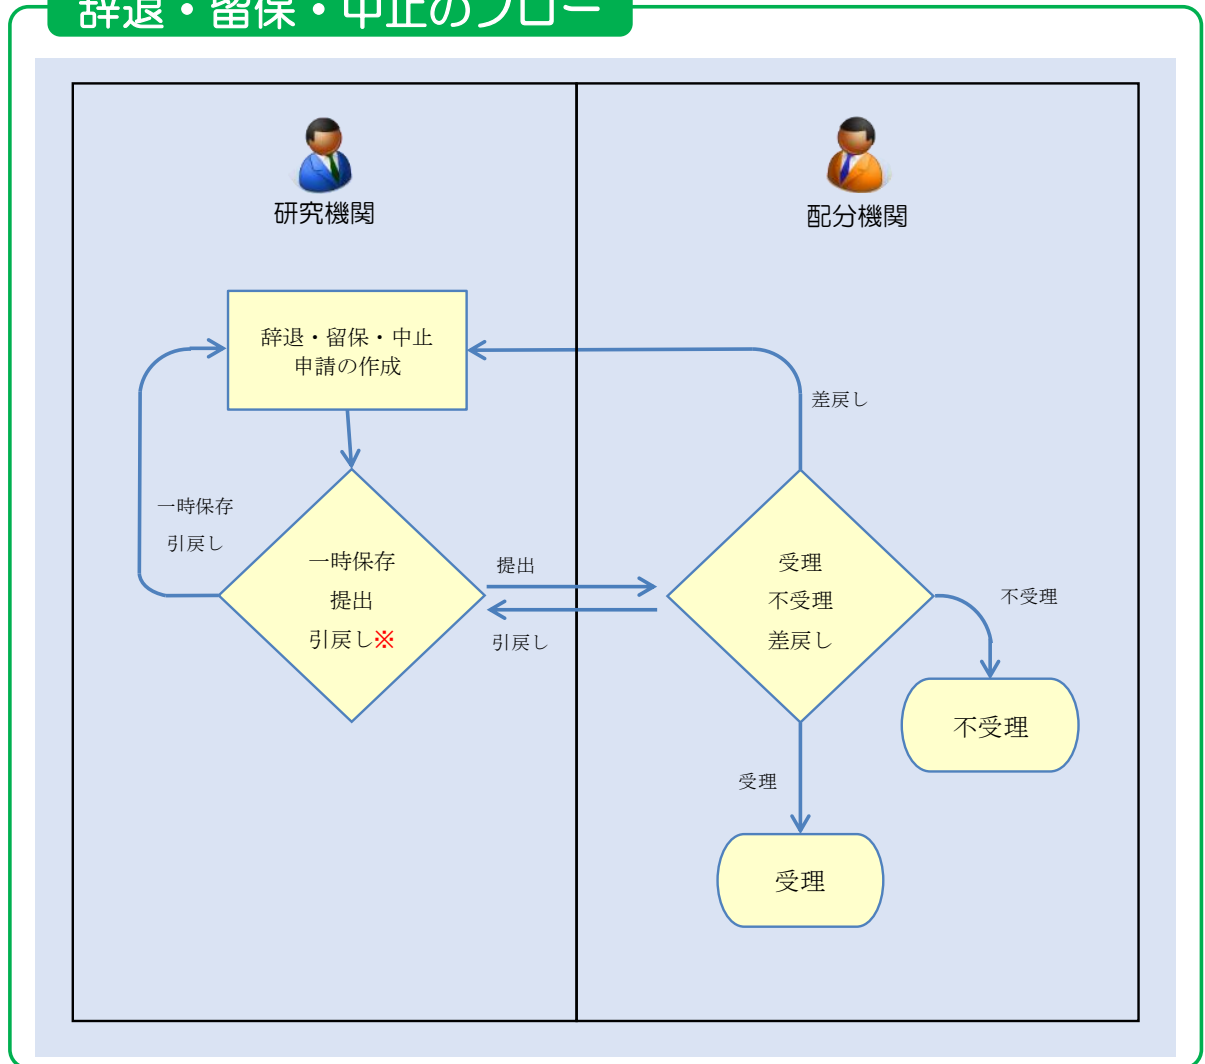 辞退・留保・中止のフロー
研究機関
配分機関
辞退・留保・中止
申請の作成
差戻し
一時保存
引戻し
一時保存
提出
引戻し※
提出
引戻し
受理
不受理
差戻し
不受理
不受理
受理
受理